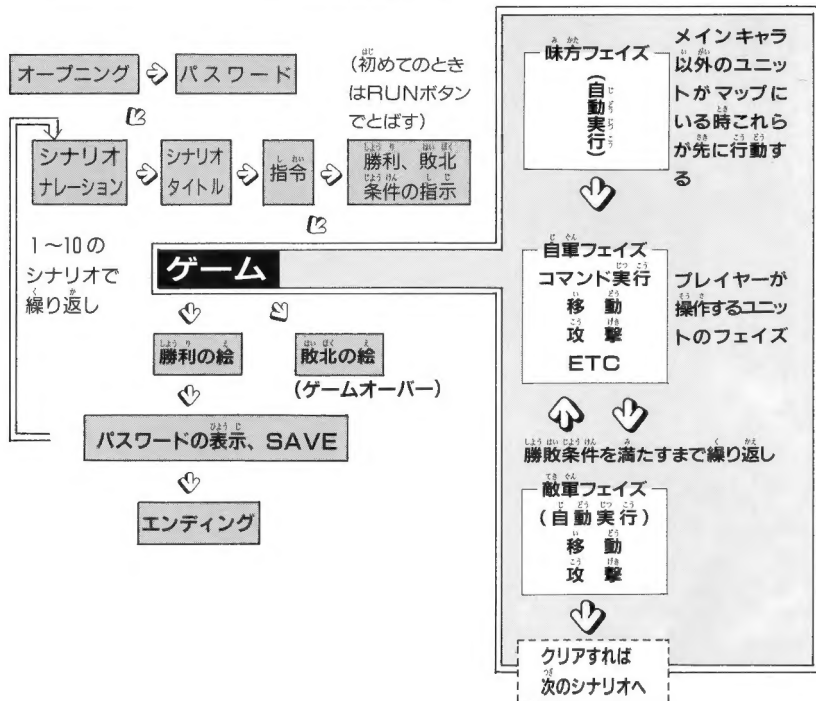 オープニング
パスワード
(初めてのとき
はRUNボタン
でとばす)
シナリオ
ナレーション
シナリオ
タイトル
指令
勝利、敗北
条件の指示
1〜10の
シナリオで
繰り返し
ゲーム
勝利の絵
敗北の絵
(ゲームオーバー)
パスワードの表示、SAVE
エンディング
味方フェイズ
(自動実行)
メインキャラ
以外のユニッ
トがマップに
いる時これら
が先に行動す
る
自軍フェイズ
コマンド実行
移動
攻撃
ETC
プレイヤーが
操作するユニッ
トのフェイズ
勝敗条件を満たすまで繰り返し
敵軍フェイズ
(自動実行)
移動
攻撃
クリアすれば
次のシナリオへ